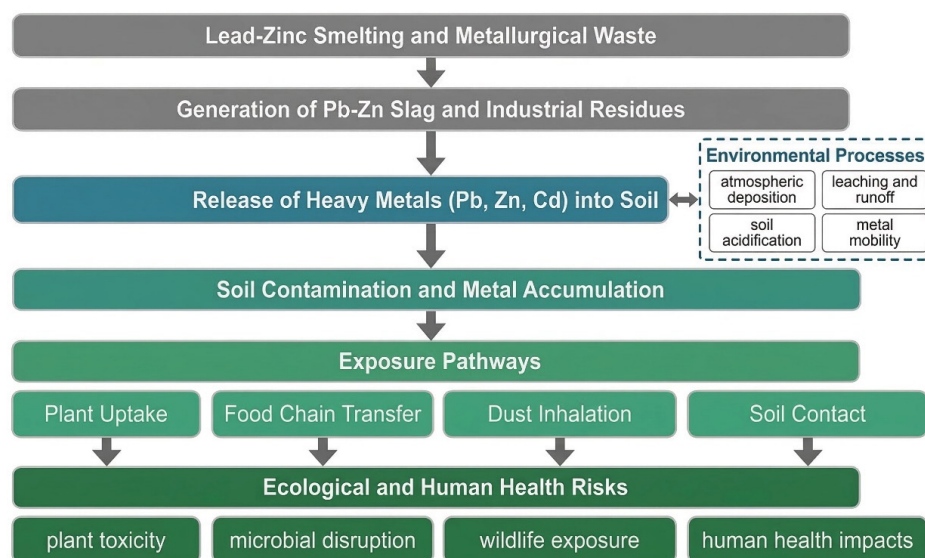 Lead-Zinc Smelting and Metallurgical Waste
Generation of Pb-Zn Slag and Industrial Residues
Release of Heavy Metals (Pb, Zn, Cd) into Soil
Environmental Processes
atmospheric
deposition
leaching and
runoff
soil
acidification
metal
mobility
Soil Contamination and Metal Accumulation
Exposure Pathways
Plant Uptake
Food Chain Transfer
Dust Inhalation
Soil Contact
Ecological and Human Health Risks
plant toxicity
microbial disruption
wildlife exposure
human health impacts